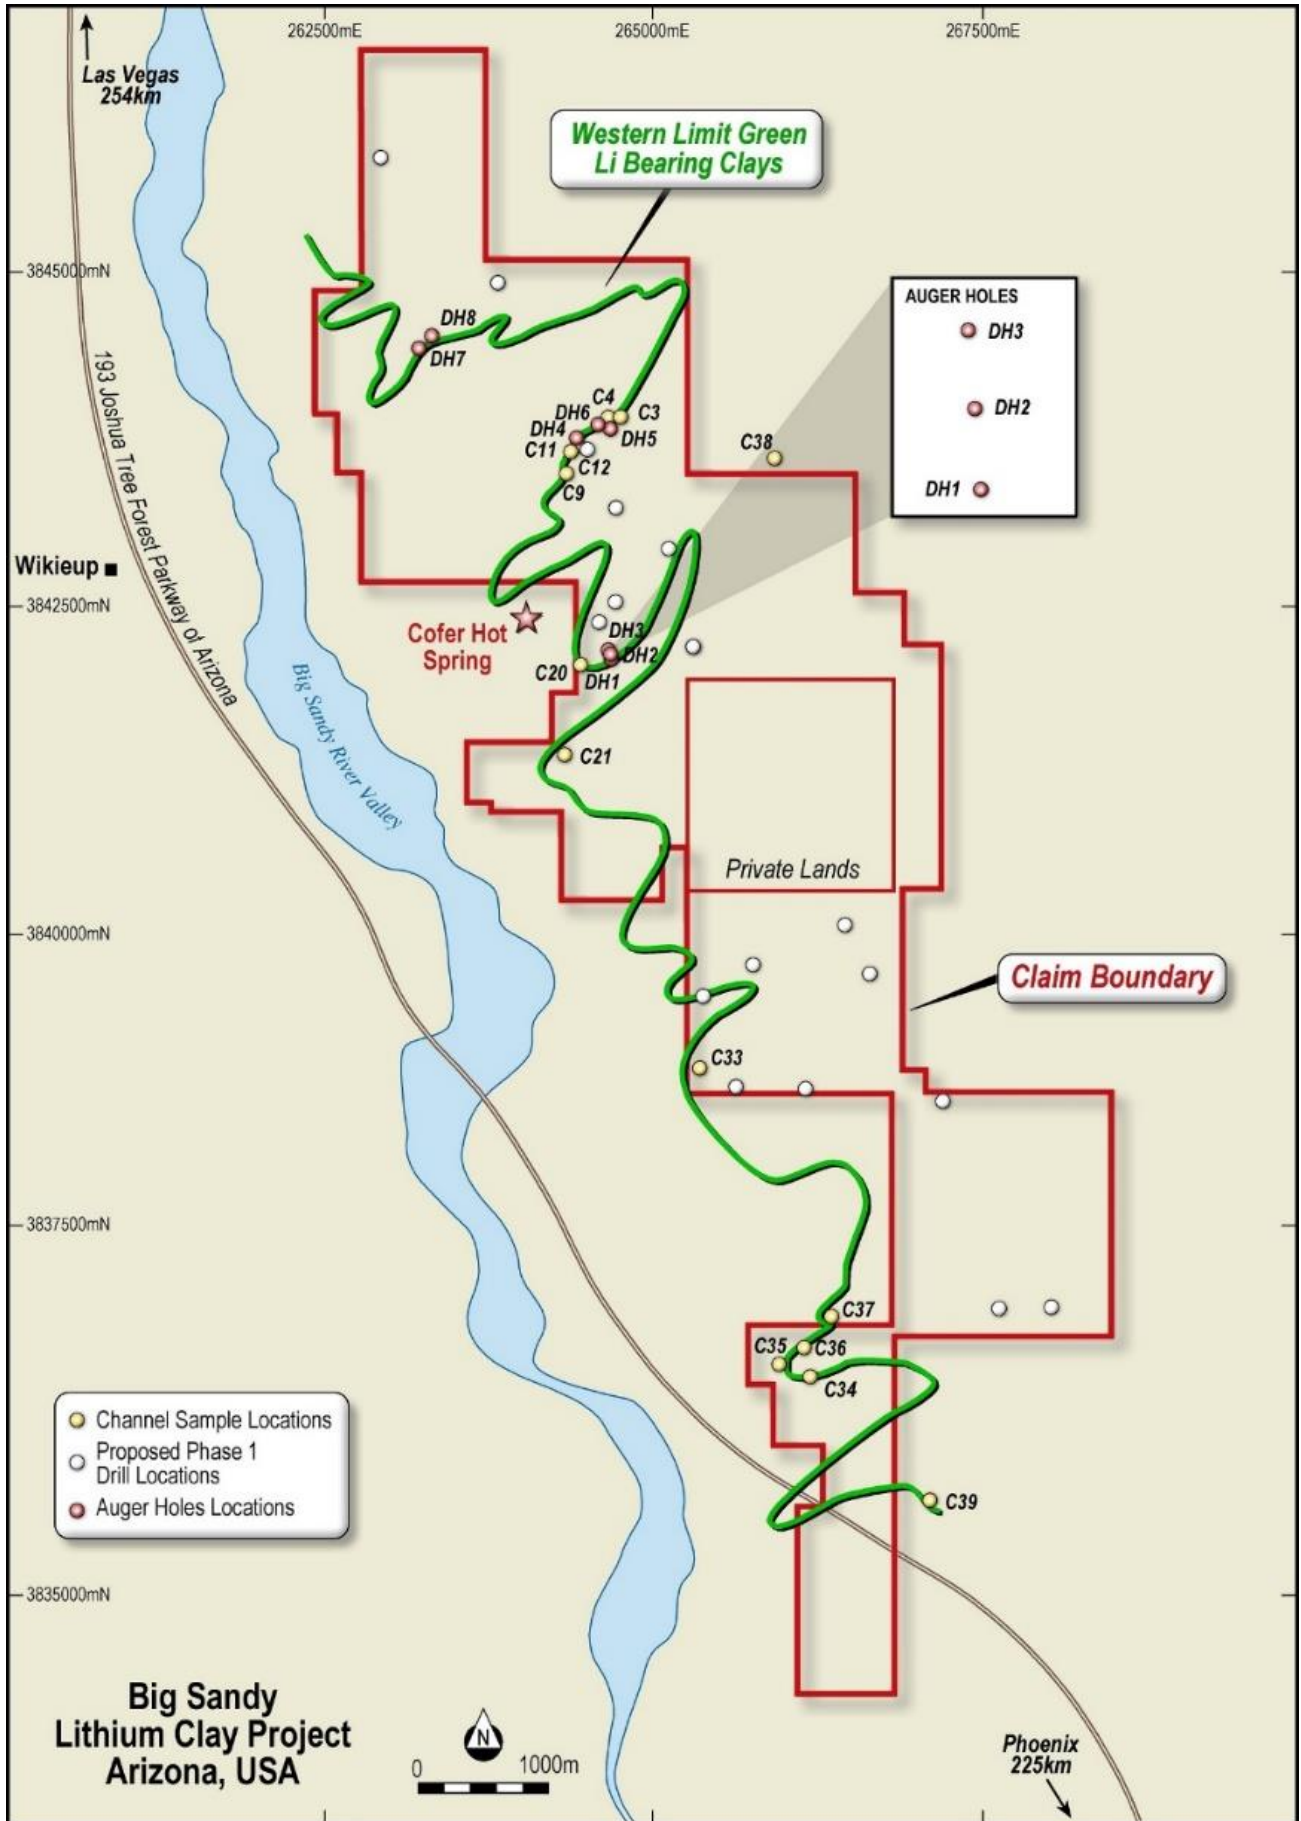 262500mE
265000mE
267500mE
Las Vegas
254km
Western Limit Green
Li Bearing Clays
3845000mN
AUGER HOLES
DH3
DH2
DH1
DH8
DH7
193 Joshua Tree Forest Parkway of Arizona
C4
C3
DH6
DH5
DH4
C11
C12
C9
C38
Wikieup
3842500mN
Cofer Hot
Spring
DH3
DH2
C20
DH1
Big Sandy River Valley
C21
Private Lands
3840000mN
Claim Boundary
C33
3837500mN
C37
C35
C36
C34
C39
Channel Sample Locations
Proposed Phase 1
Drill Locations
Auger Holes Locations
3835000mN
Big Sandy
Lithium Clay Project
Arizona, USA
N
0
1000m
Phoenix
225km